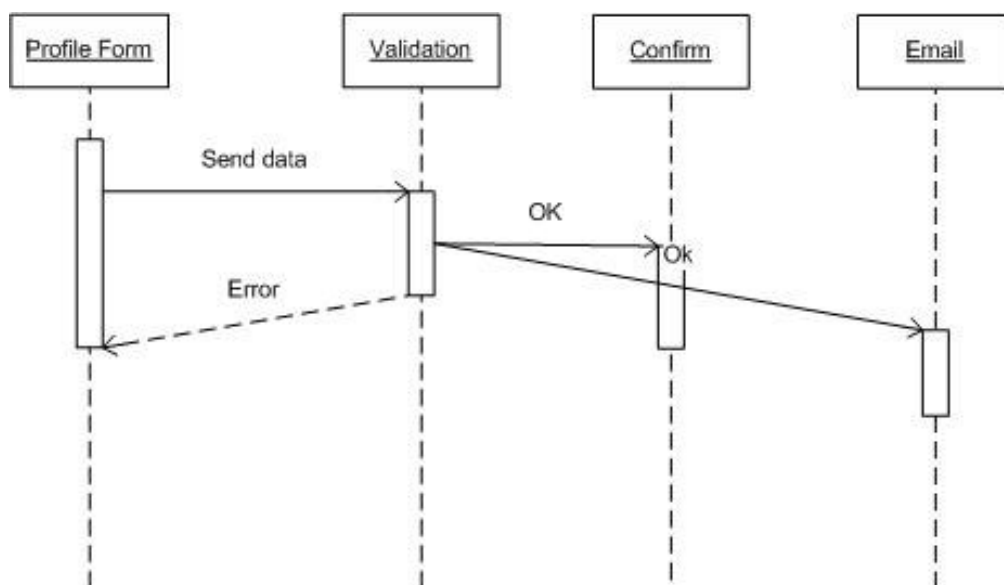 Profile Form
Validation
Confirm
Email
Send data
OK
Ok
Error